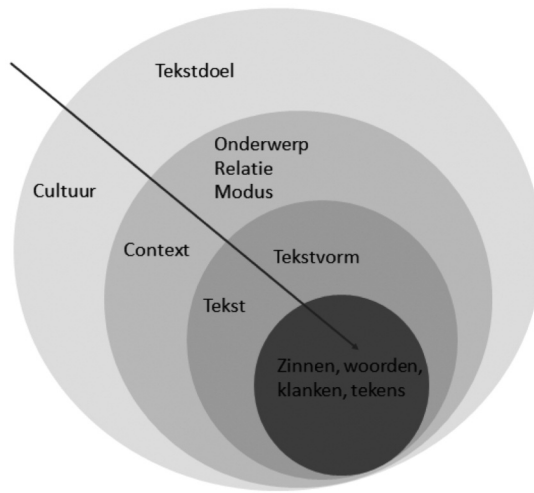 Tekstdoel
Onderwerp
Relatie
Modus
Cultuur
Context
Tekstvorm
Tekst
Zinnen, woorden,
klanken, tekens